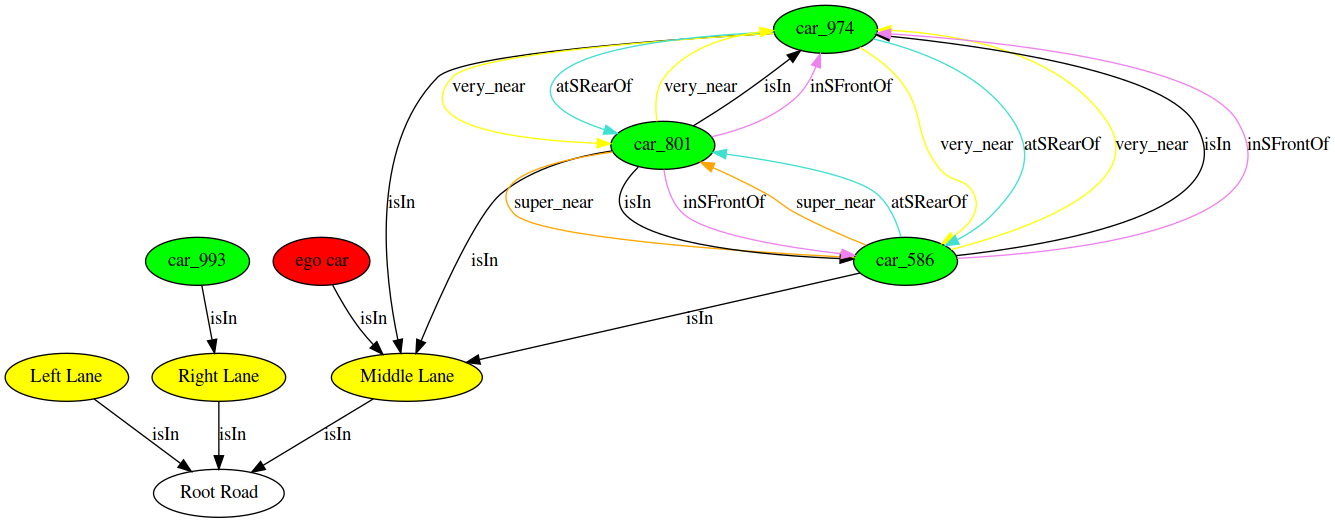 car_974
very_near
atSRearOf
very_near
isIn
inSFrontOf
car_801
very_near
atSRearOf
very_near
isIn
inSFrontOf
isIn
super_near
isIn
inSFrontOf
super_near
atSRearOf
car_993
ego car
isIn
car_586
isIn
isIn
isIn
Left Lane
Right Lane
Middle Lane
isIn
isIn
isIn
Root Road